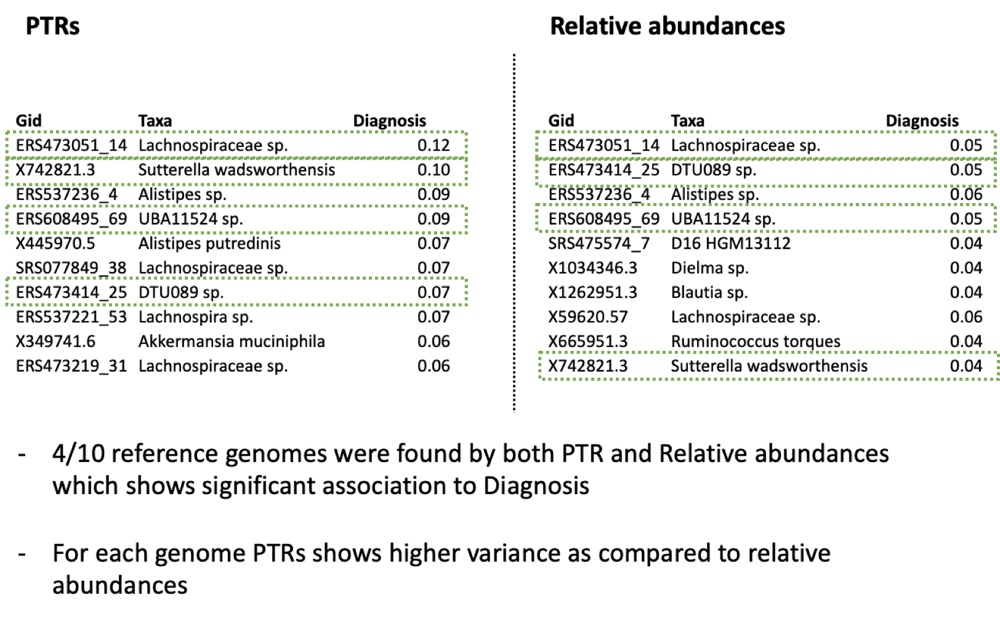 PTRs
Gid Taxa Diagnosis
ERS473051_14 Lachnospiraceae sp. 0.12
X742821.3 Sutterella wadsworthensis 0.10
ERS537236_4 Alistipes sp. 0.09
ERS608495_69 UBA11524 sp. 0.09
X445970.5 Alistipes putredinis 0.07
SRS077849_38 Lachnospiraceae sp. 0.07
ERS473414_25 DTU089 sp. 0.07
ERS537221_53 Lachnospira sp. 0.07
X349741.6 Akkermansia muciniphila 0.06
ERS473219_31 Lachnospiraceae sp. 0.06
Relative abundances
Gid Taxa Diagnosis
ERS473051_14 Lachnospiraceae sp. 0.05
ERS473414_25 DTU089 sp. 0.05
ERS537236_4 Alistipes sp. 0.06
ERS608495_69 UBA11524 sp. 0.05
SRS475574_7 D16 HGM13112 0.04
X1034346.3 Dielma sp. 0.04
X1262951.3 Blautia sp. 0.04
X59620.57 Lachnospiraceae sp. 0.06
X665951.3 Ruminococcus torques 0.04
X742821.3 Sutterella wadsworthensis 0.04
- 4/10 reference genomes were found by both PTR and Relative abundances
which shows significant association to Diagnosis
- For each genome PTRs shows higher variance as compared to relative
abundances